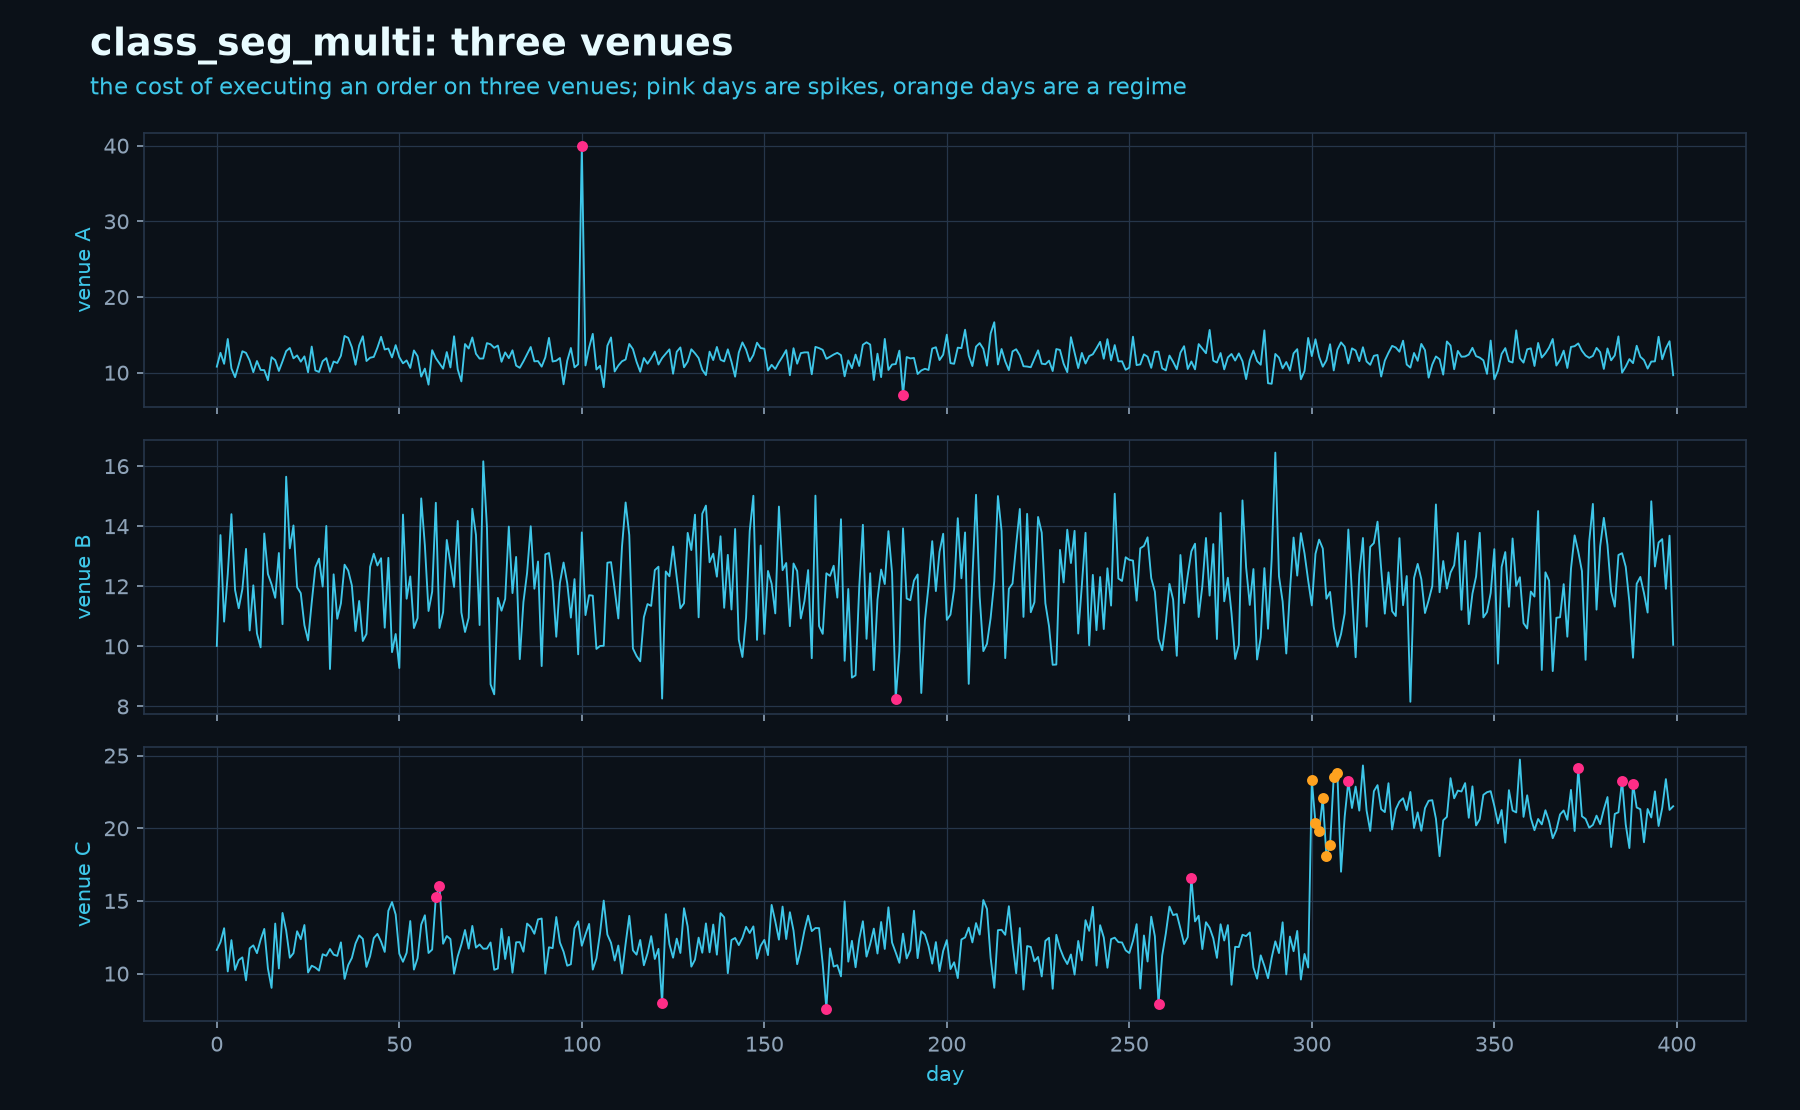 class_seg_multi: three venues
the cost of executing an order on three venues; pink days are spikes, orange days are a regime
venue A
40
30
20
10
venue B
16
14
12
10
8
venue C
25
20
15
10
0 50 100 150 200 250 300 350 400
day